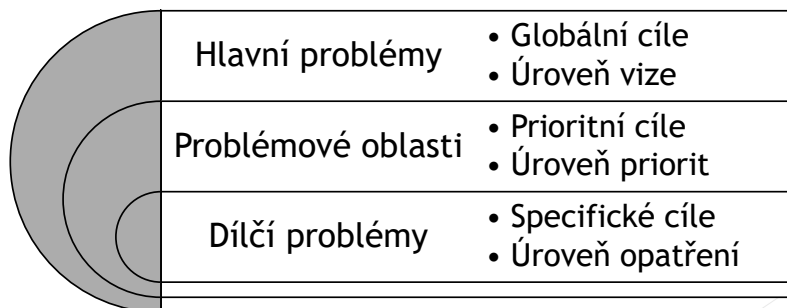 Hlavní problémy
• Globální cíle
• Úroveň vize
Problémové oblasti
• Prioritní cíle
• Úroveň priorit
Dílčí problémy
• Specifické cíle
• Úroveň opatření